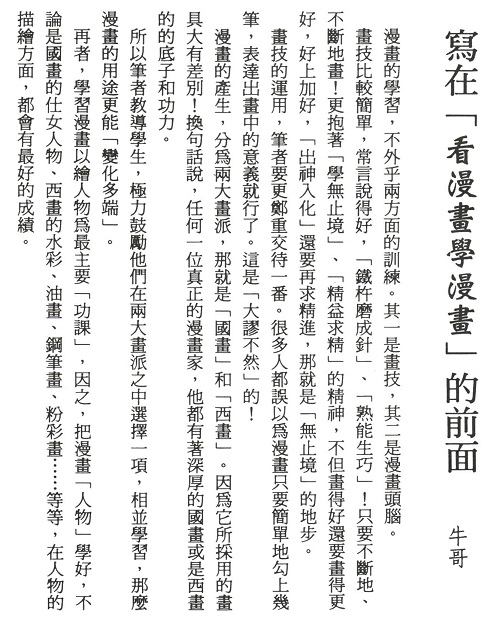 寫在「看漫畫學漫畫」的前面
牛哥
漫畫的學習，不外乎兩方面的訓練。其一是畫技，其二是漫畫頭腦。
畫技比較簡單，常言說得好，「鐵杵磨成針」、「熟能生巧」！只要不斷地、
不斷地畫！更抱著「學無止境」、「精益求精」的精神，不但畫得好還要畫得更
好，好上加好，「出神入化」還要再求精進，那就是「無止境」的地步。
畫技的運用，筆者要更鄭重交待一番。很多人都誤以為漫畫只要簡單地勾上幾
筆，表達出畫中的意義就行了。這是「大謬不然」的！
漫畫的產生，分為兩大畫派，那就是「國畫」和「西畫」。因為它所採用的畫
具大有差別！換句話說，任何一位真正的漫畫家，他都有著深厚的國畫或是西畫
的的底子和功力。
所以筆者教導學生，極力鼓勵他們在兩大畫派之中選擇一項，相並學習，那麼
漫畫的用途更能「變化多端」。
再者，學習漫畫以繪人物為最主要「功課」，因之，把漫畫「人物」學好，不
論是國畫的仕女人物、西畫的水彩、油畫、鋼筆畫、粉彩畫……等等，在人物的
描繪方面，都會有最好的成績。